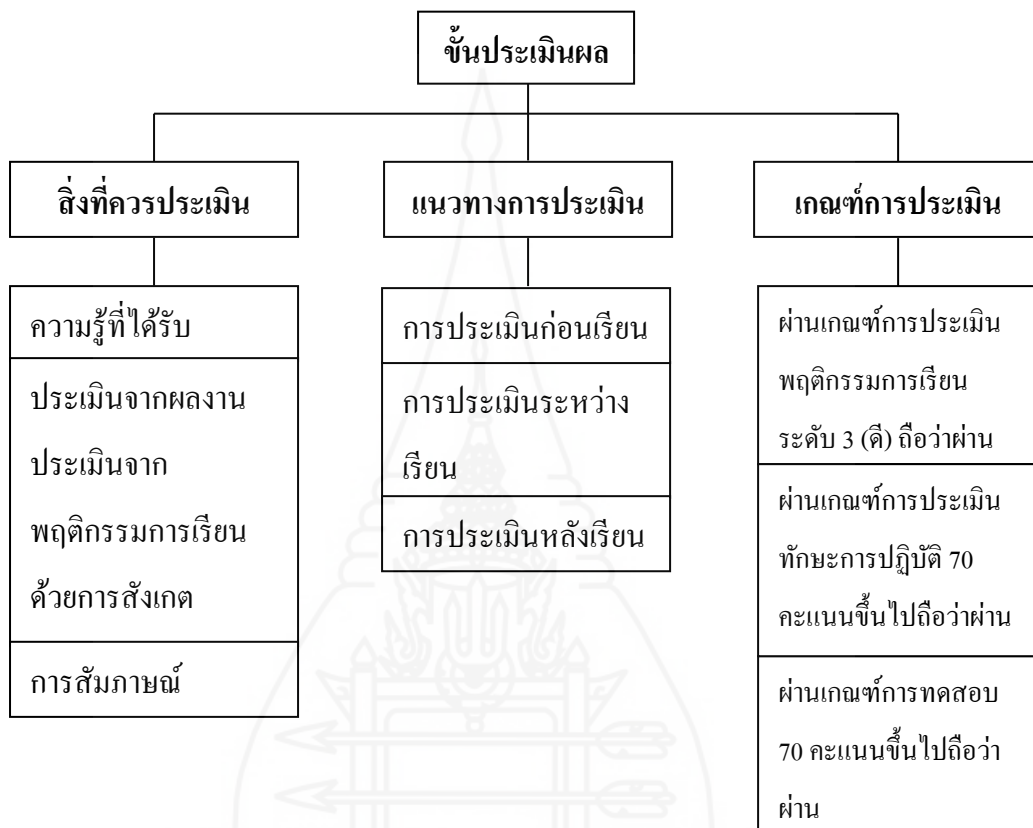 ขั้นประเมินผล
สิ่งที่ควรประเมิน
ความรู้ที่ได้รับ
ประเมินจากผลงาน
ประเมินจาก
พฤติกรรมการเรียน
ด้วยการสังเกต
การสัมภาษณ์
แนวทางการประเมิน
การประเมินก่อนเรียน
การประเมินระหว่าง
เรียน
การประเมินหลังเรียน
เกณฑ์การประเมิน
ผ่านเกณฑ์การประเมิน
พฤติกรรมการเรียน
ระดับ 3 (ดี) ถือว่าผ่าน
ผ่านเกณฑ์การประเมิน
ทักษะการปฏิบัติ 70
คะแนนขึ้นไปถือว่าผ่าน
ผ่านเกณฑ์การทดสอบ
70 คะแนนขึ้นไปถือว่า
ผ่าน